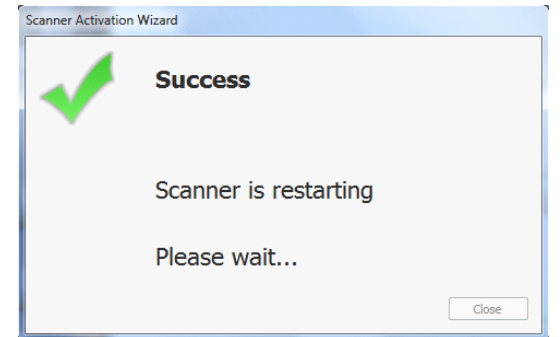 Scanner Activation Wizard
Success
Scanner is restarting
Please wait...
Close